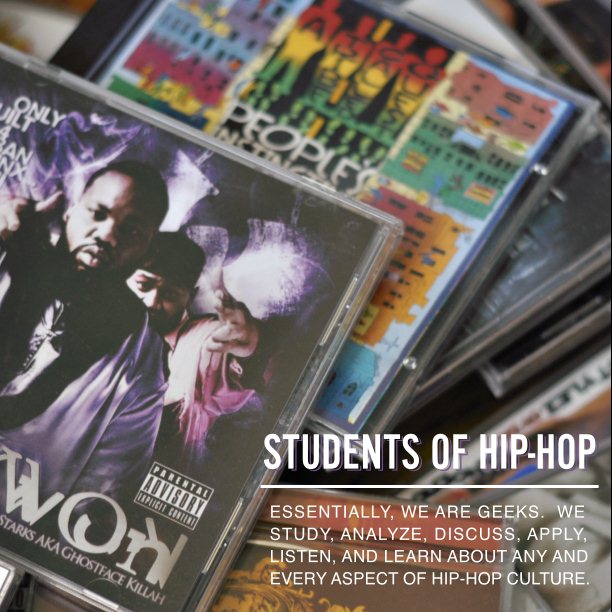 ONLY
UILT
4
PEOPLE'S
PARENTAL
ADVISORY
EXPLICIT CONTENT
STARKS AKA GHOSTFACE KILLAH
STUDENTS OF HIP-HOP
ESSENTIALLY, WE ARE GEEKS. WE
STUDY, ANALYZE, DISCUSS, APPLY,
LISTEN, AND LEARN ABOUT ANY AND
EVERY ASPECT OF HIP-HOP CULTURE.